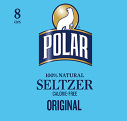 8
POLAR
100% NATURAL
SELTZER
CALORIE-FREE
ORIGINAL